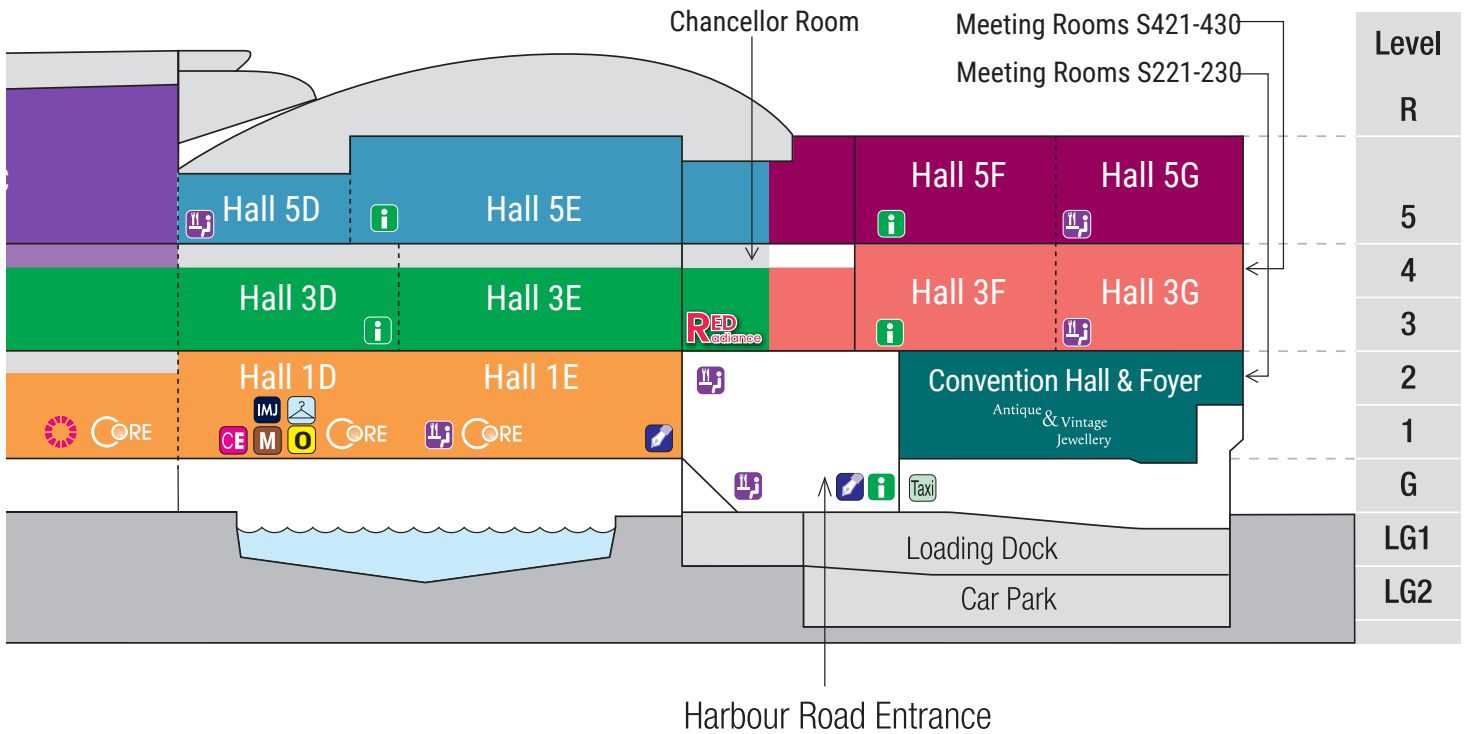 Chancellor Room
Meeting Rooms S421-430
Meeting Rooms S221-230
Level
R
5
4
3
2
1
G
LG1
LG2
Hall 5D
Hall 5E
Hall 5F
Hall 5G
Hall 3D
Hall 3E
RED
Radiance
Hall 3F
Hall 3G
Hall 1D
Hall 1E
Convention Hall & Foyer
Antique
& Vintage
Jewellery
CORE
IMJ
CE
M
O
CORE
CORE
Taxi
Loading Dock
Car Park
Harbour Road Entrance